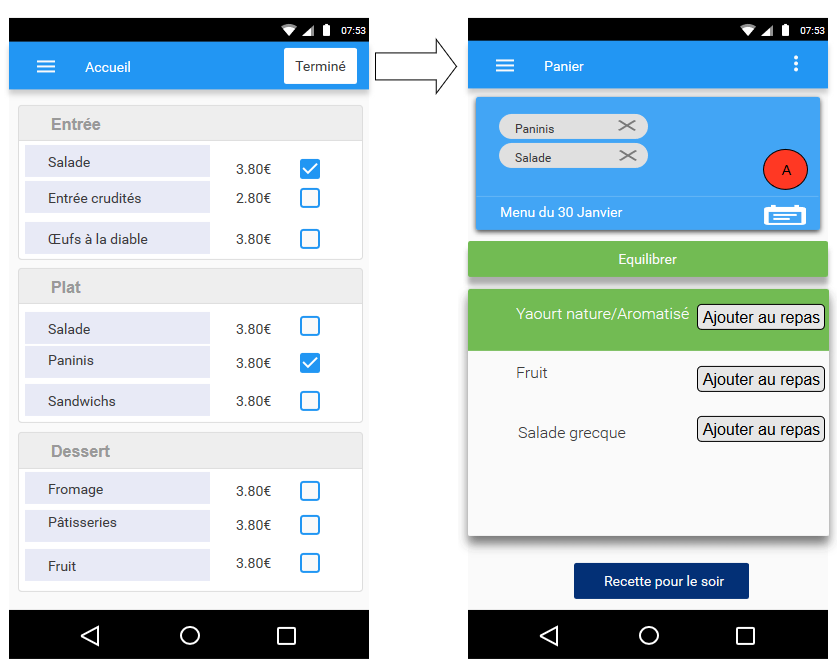 07:53
Accueil
Terminé
Entrée
Salade 3.80€
Entrée crudités 2.80€
Œufs à la diable 3.80€
Plat
Salade 3.80€
Paninis 3.80€
Sandwichs 3.80€
Dessert
Fromage 3.80€
Pâtisseries 3.80€
Fruit 3.80€
07:53
Panier
Paninis
Salade
A
Menu du 30 Janvier
Equilibrer
Yaourt nature/Aromatisé Ajouter au repas
Fruit Ajouter au repas
Salade grecque Ajouter au repas
Recette pour le soir